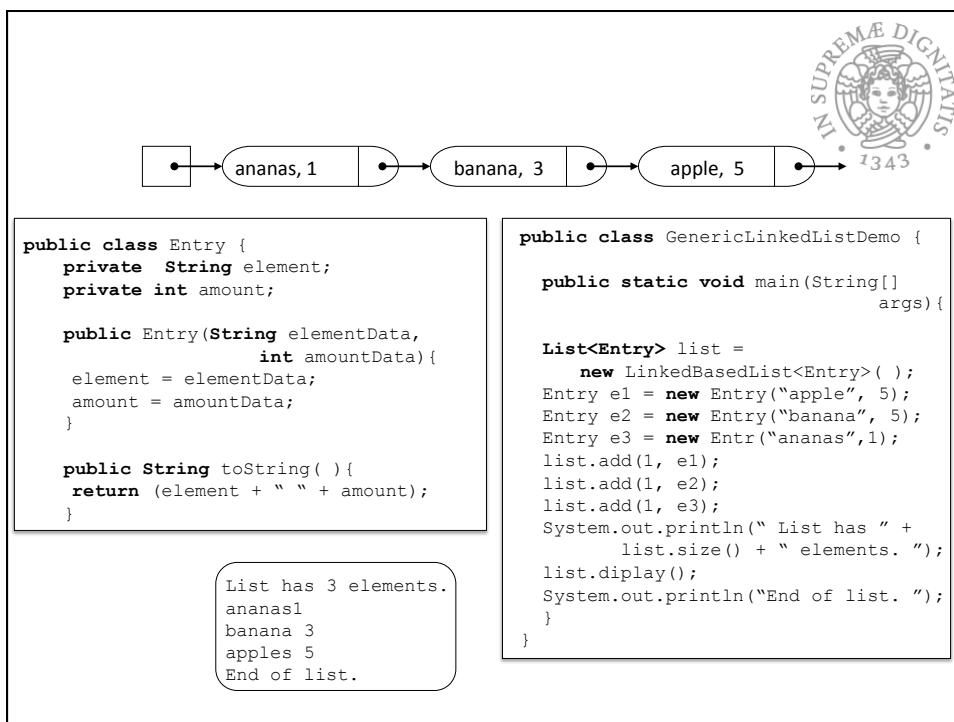 IN SUPREMÆ DIGNITATIS
1343
ananas, 1
banana, 3
apple, 5
public class Entry {
private String element;
private int amount;
public Entry(String elementData,
int amountData){
element = elementData;
amount = amountData;
}
public String toString( ){
return (element + “ “ + amount);
}
public class GenericLinkedListDemo {
public static void main(String[]
args){
List<Entry> list =
new LinkedBasedList<Entry>( );
Entry e1 = new Entry(“apple”, 5);
Entry e2 = new Entry(“banana”, 5);
Entry e3 = new Entr(“ananas”,1);
list.add(1, e1);
list.add(1, e2);
list.add(1, e3);
System.out.println(“ List has ” +
list.size() + “ elements. ”);
list.diplay();
System.out.println(“End of list. ”);
}
}
List has 3 elements.
ananas1
banana 3
apples 5
End of list.